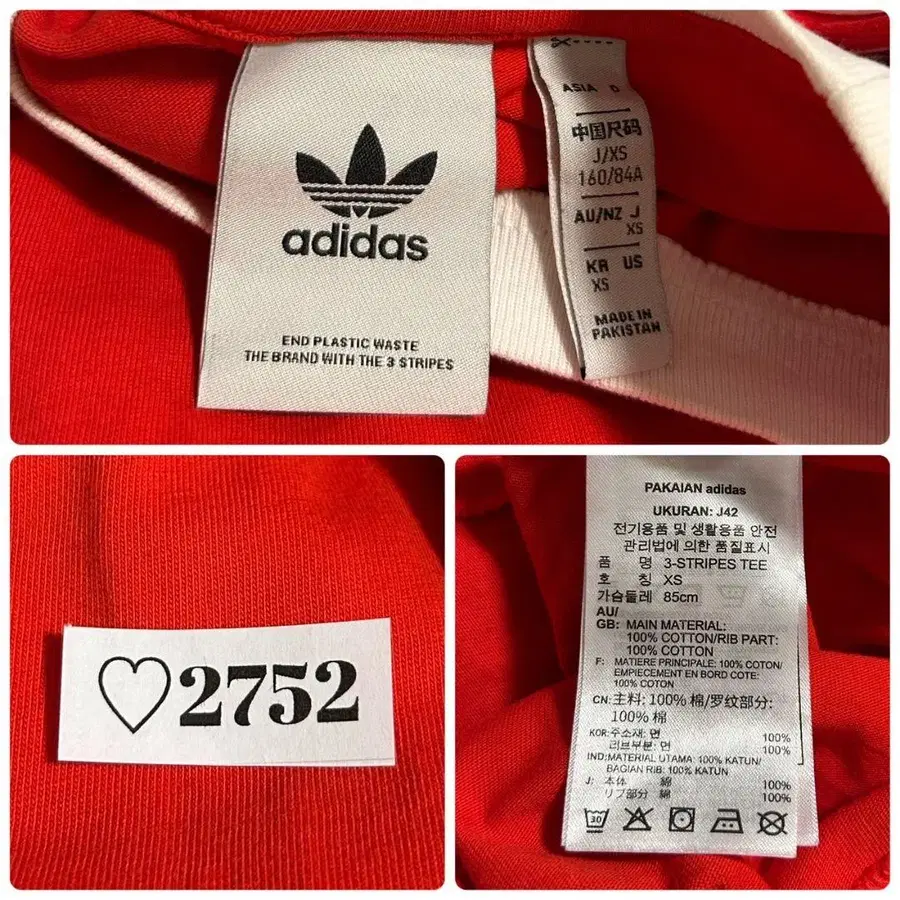 adidas
END PLASTIC WASTE
THE BRAND WITH THE 3 STRIPES
ASIA D
中国尺码
J/XS
160/84A
AU/NZ J
XS
KR US
XS
MADE IN
PAKISTAN
♡2752
PAKAIAN adidas
UKURAN: J42
전기용품 및 생활용품 안전
관리법에 의한 품질표시
품 명 3-STRIPES TEE
호 칭 XS
가슴둘레 85cm
AU/
GB: MAIN MATERIAL:
100% COTTON/RIB PART:
100% COTTON
F: MATIERE PRINCIPALE: 100% COTON/
EMPIECEMENT EN BORD COTE:
100% COTON
CN: 主料: 100% 棉/罗纹部分:
100% 棉
KOR: 주소재: 면 100%
리브부분: 면 100%
IND: MATERIAL UTAMA: 100% KATUN/
BAGIAN RIB: 100% KATUN
J: 本体 綿 100%
リブ部分 綿 100%
30